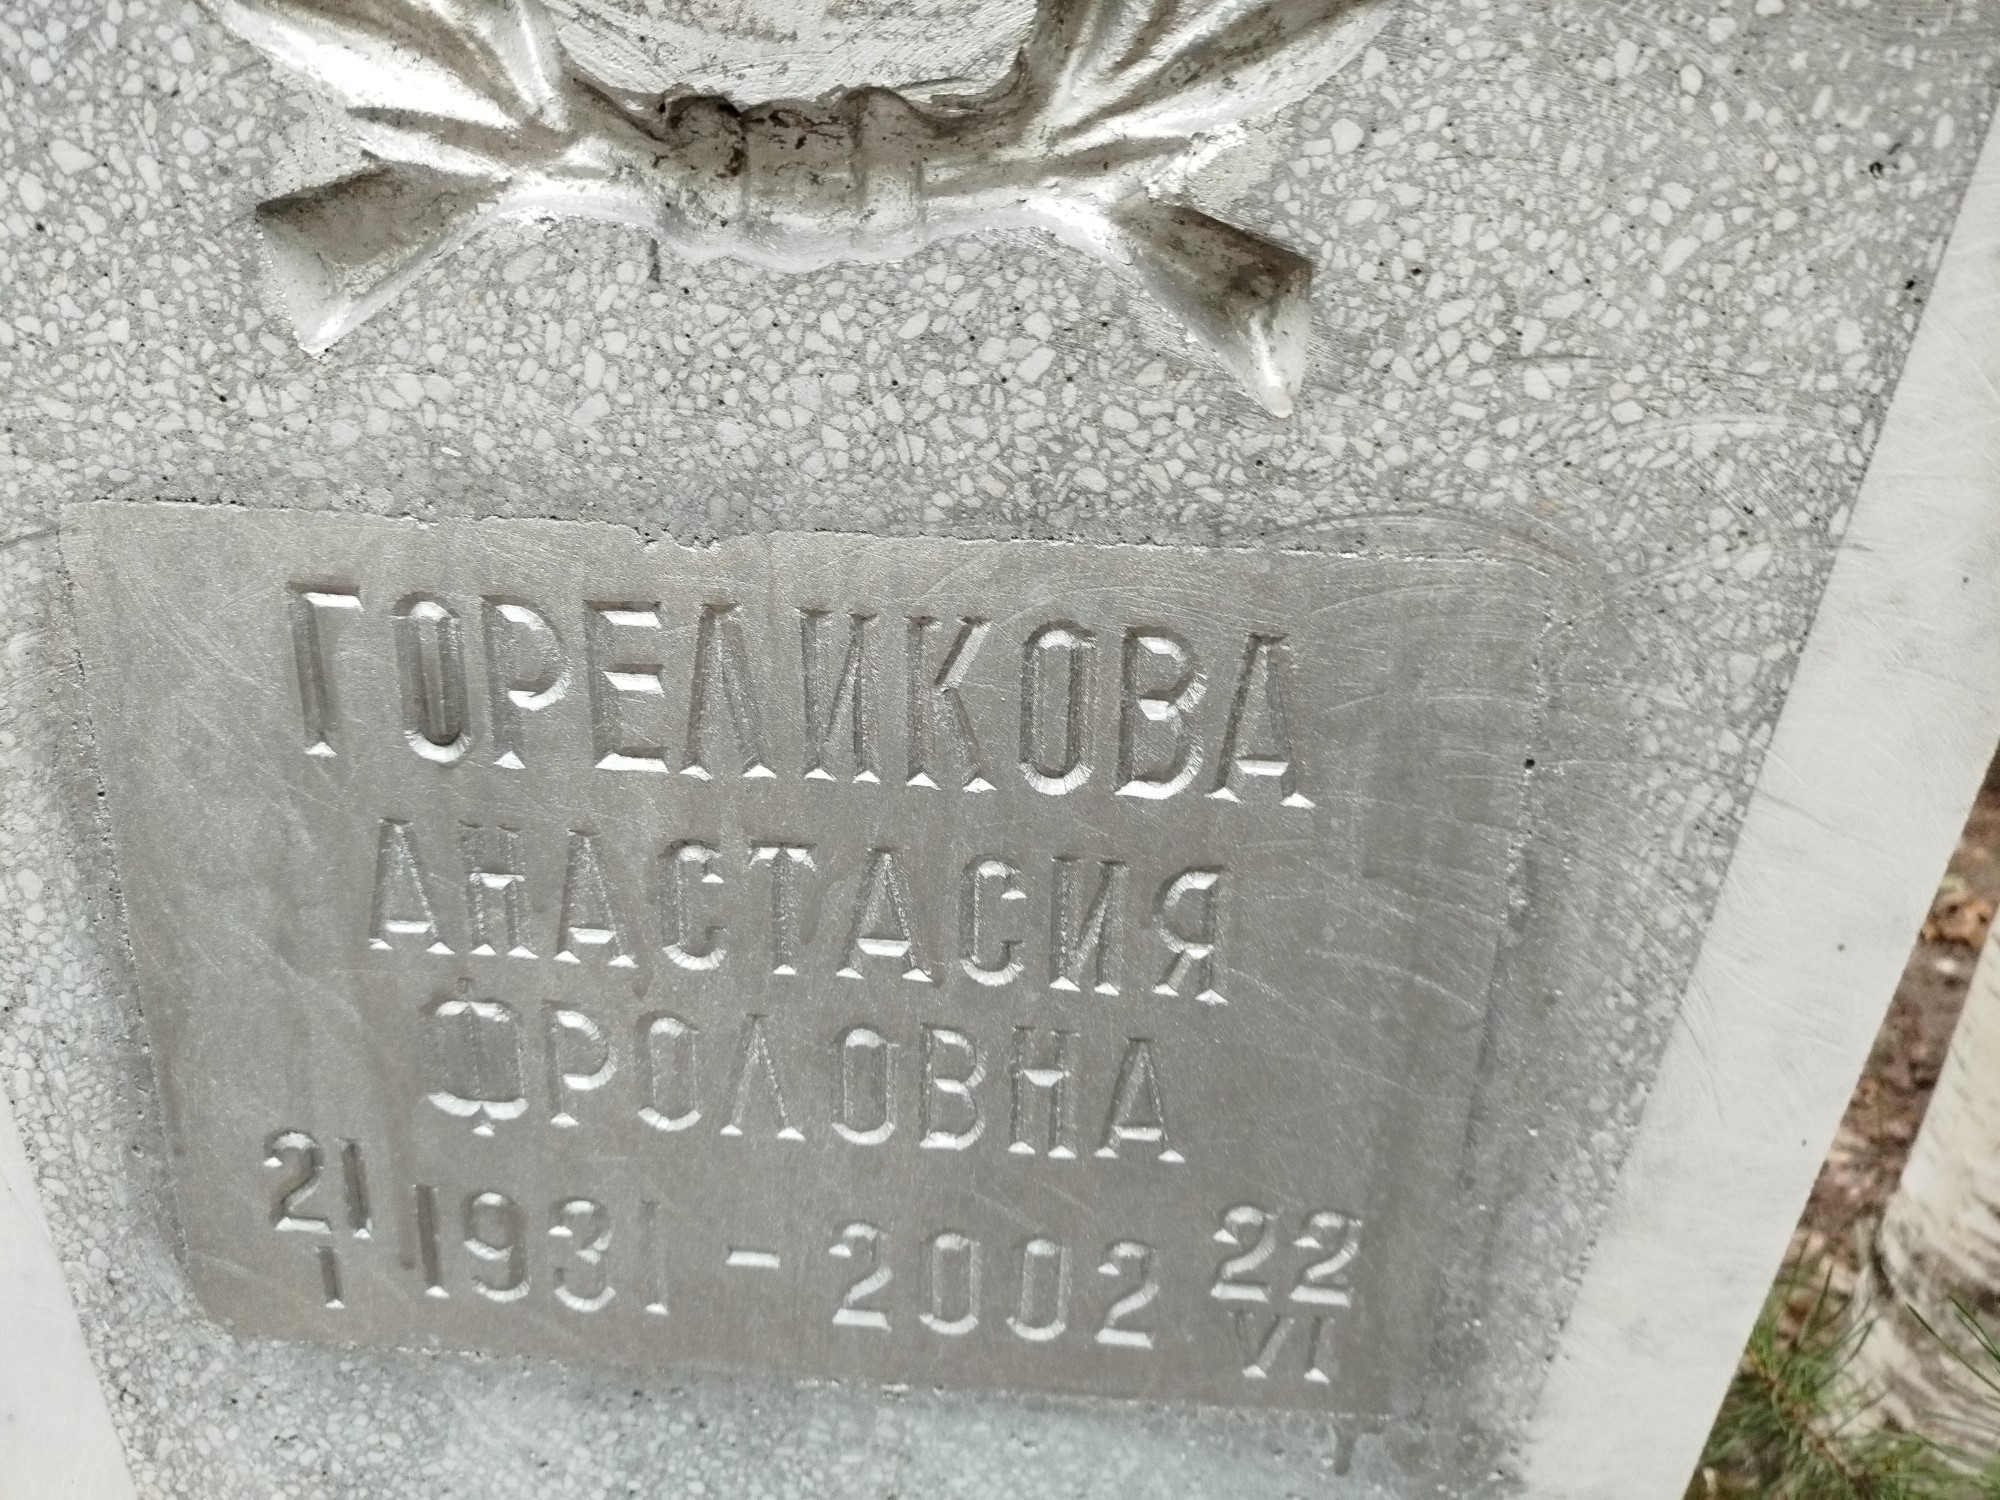 ГОРЕЛИКОВА
АНАСТАСИЯ
ФРОЛОВНА
21 I 1931 - 2002 22 VI